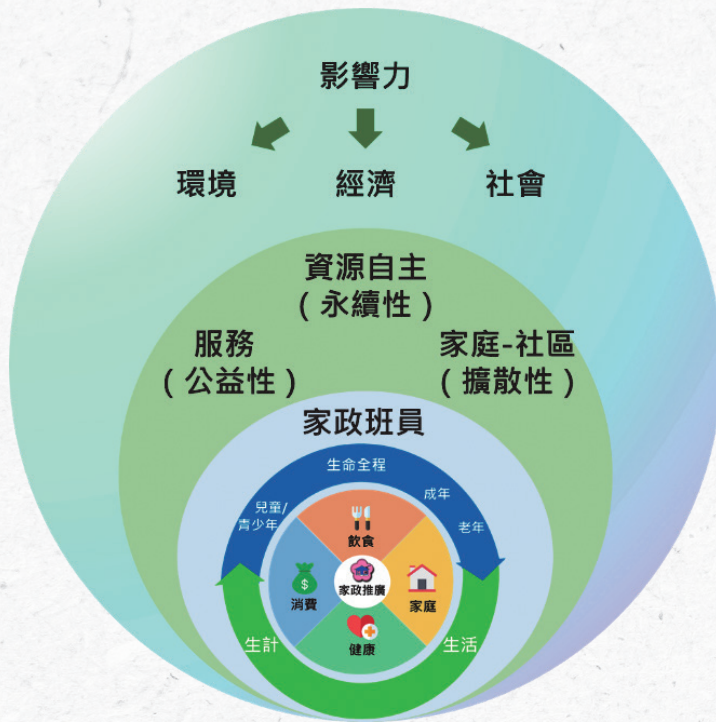 影響力
環境
經濟
社會
資源自主
(永續性)
服務
(公益性)
家庭-社區
(擴散性)
家政班員
生命全程
兒童/
青少年
成年
老年
飲食
$
消費
家政推廣
家庭
健康
生計
生活